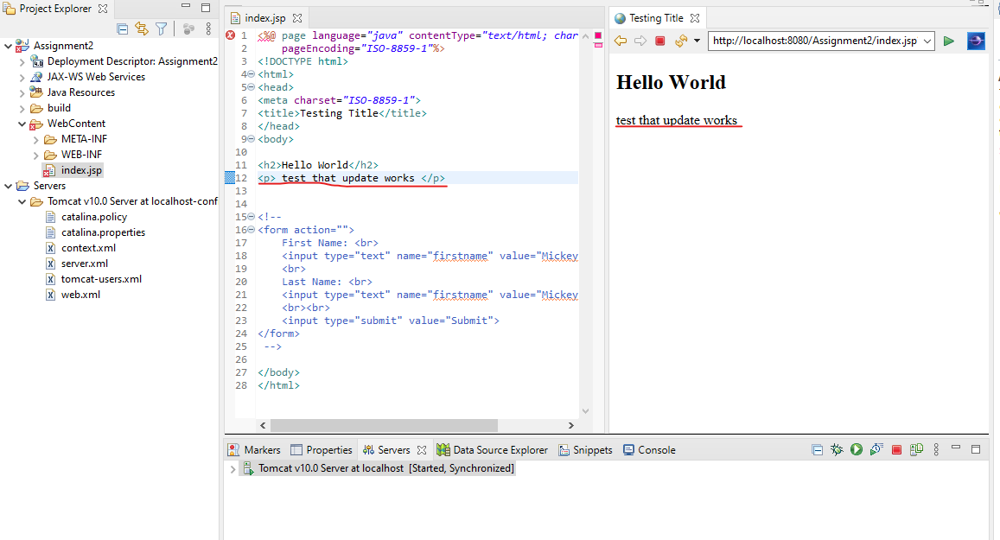 Project Explorer
Assignment2
Deployment Descriptor: Assignment2
JAX-WS Web Services
Java Resources
build
WebContent
META-INF
WEB-INF
index.jsp
Servers
Tomcat v10.0 Server at localhost-conf
catalina.policy
catalina.properties
context.xml
server.xml
tomcat-users.xml
web.xml
index.jsp
1 <%@ page language="java" contentType="text/html; char
2 pageEncoding="ISO-8859-1"%>
3 <!DOCTYPE html>
4 <html>
5 <head>
6 <meta charset="ISO-8859-1">
7 <title>Testing Title</title>
8 </head>
9 <body>
10
11 <h2>Hello World</h2>
12 <p> test that update works </p>
13
14
15 <!--
16 <form action="">
17 First Name: <br>
18 <input type="text" name="firstname" value="Mickey
19 <br>
20 Last Name: <br>
21 <input type="text" name="firstname" value="Mickey
22 <br><br>
23 <input type="submit" value="Submit">
24 </form>
25 -->
26
27 </body>
28 </html>
Testing Title
http://localhost:8080/Assignment2/index.jsp
Hello World
test that update works
Markers Properties Servers Data Source Explorer Snippets Console
Tomcat v10.0 Server at localhost [Started, Synchronized]